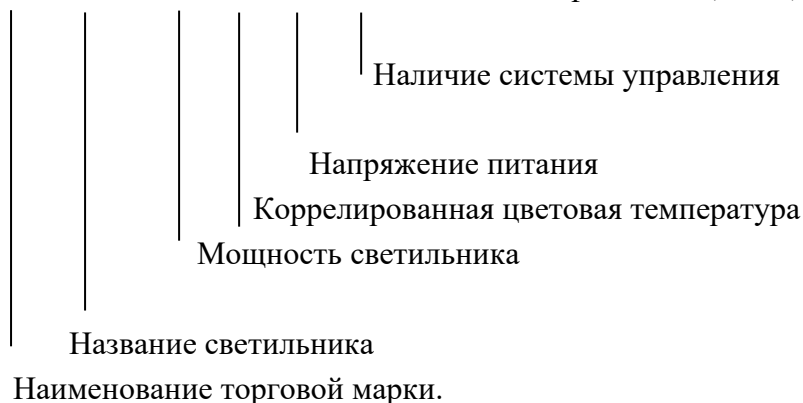 Наличие системы управления
Напряжение питания
Коррелированная цветовая температура
Мощность светильника
Название светильника
Наименование торговой марки.